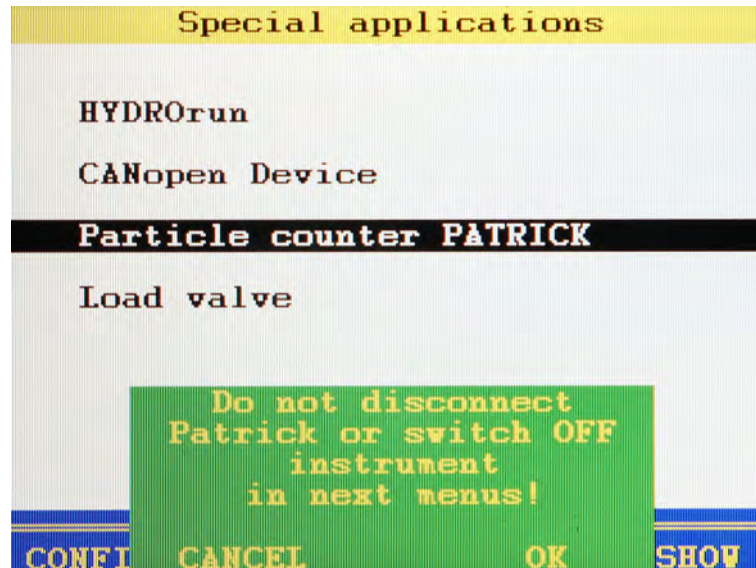 Special applications
HYDROrun
CANopen Device
Particle counter PATRICK
Load valve
Do not disconnect
Patrick or switch OFF
instrument
in next menus!
CONFI CANCEL OK SHOW